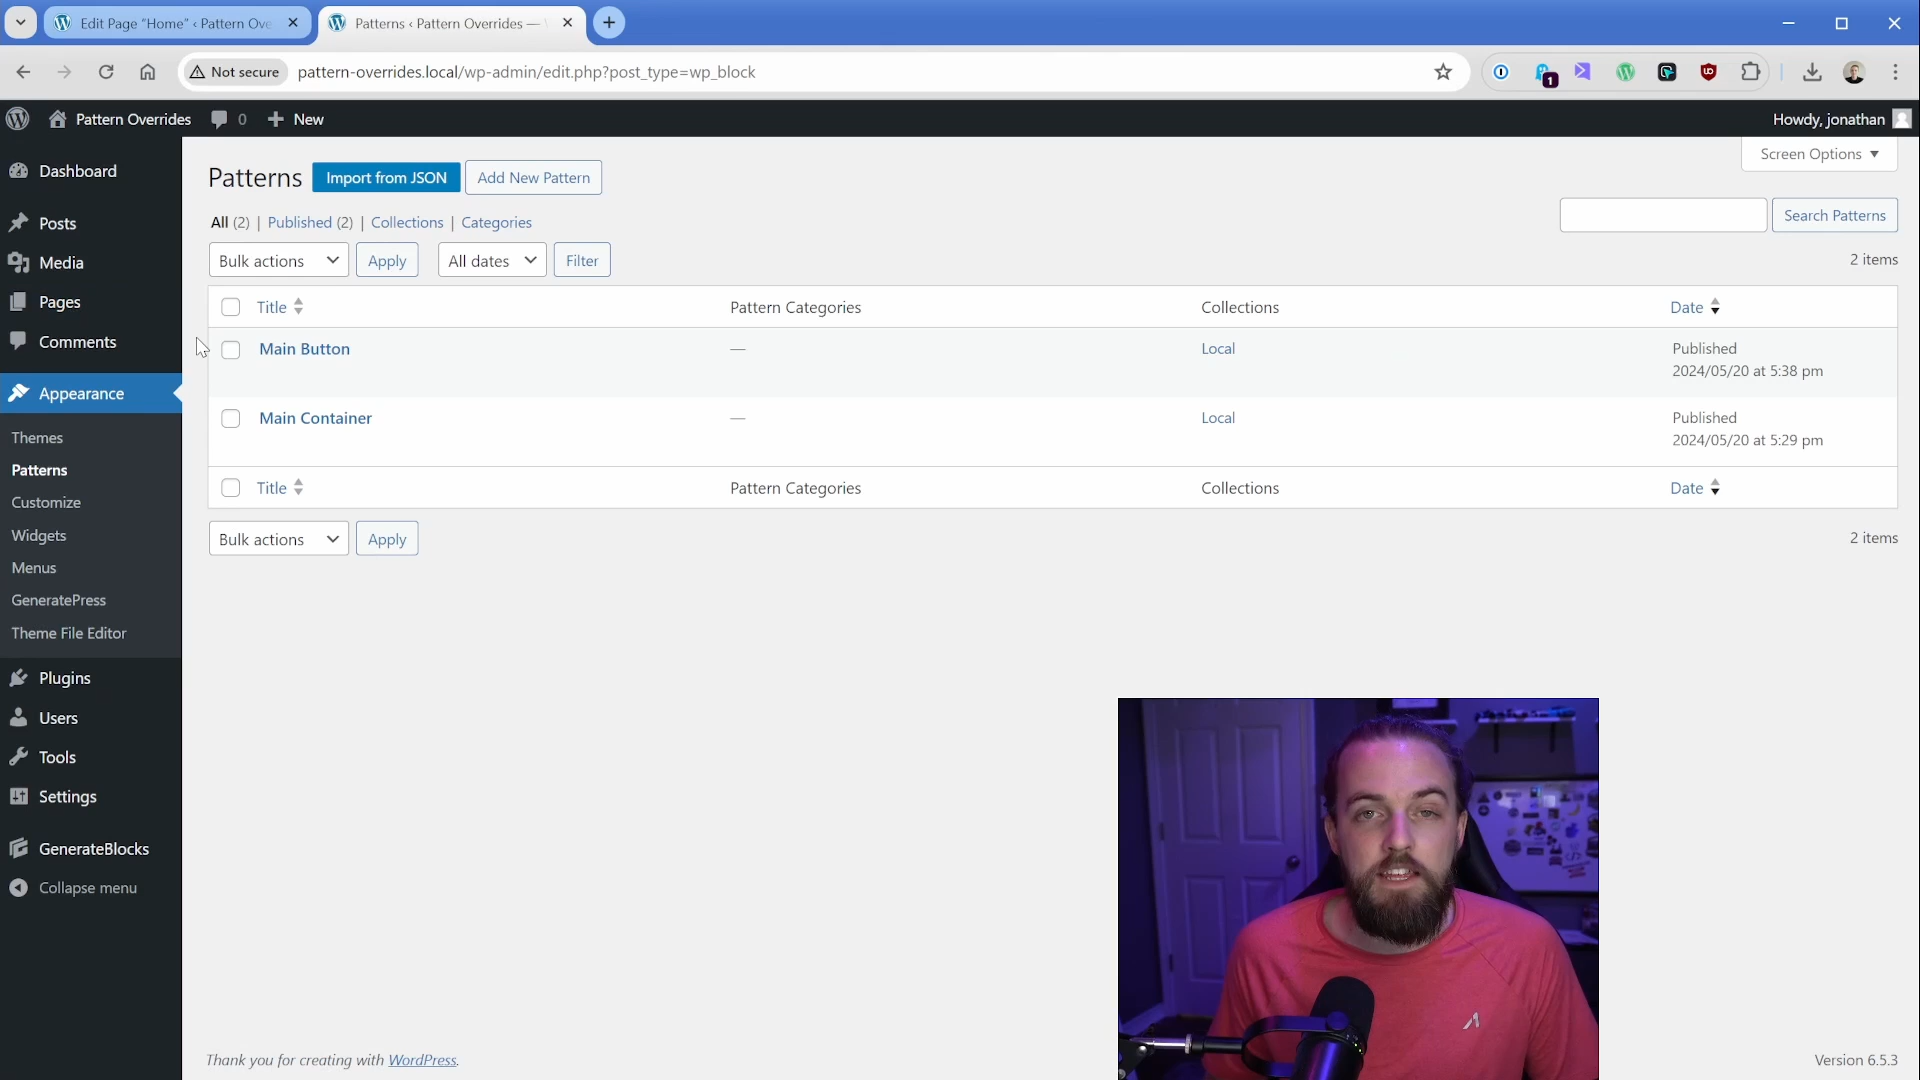 Edit Page "Home" ‹ Pattern Ove
Patterns ‹ Pattern Overrides —
Not secure
pattern-overrides.local/wp-admin/edit.php?post_type=wp_block
1
Pattern Overrides
0
New
Howdy, jonathan
Dashboard
Posts
Media
Pages
Comments
Appearance
Themes
Patterns
Customize
Widgets
Menus
GeneratePress
Theme File Editor
Plugins
Users
Tools
Settings
GenerateBlocks
Collapse menu
Screen Options
Patterns
Import from JSON
Add New Pattern
All (2) | Published (2) | Collections | Categories
Search Patterns
Bulk actions
Apply
All dates
Filter
2 items
Title
Pattern Categories
Collections
Date
Main Button
—
Local
Published
2024/05/20 at 5:38 pm
Main Container
—
Local
Published
2024/05/20 at 5:29 pm
Title
Pattern Categories
Collections
Date
Bulk actions
Apply
2 items
Thank you for creating with WordPress.
Version 6.5.3